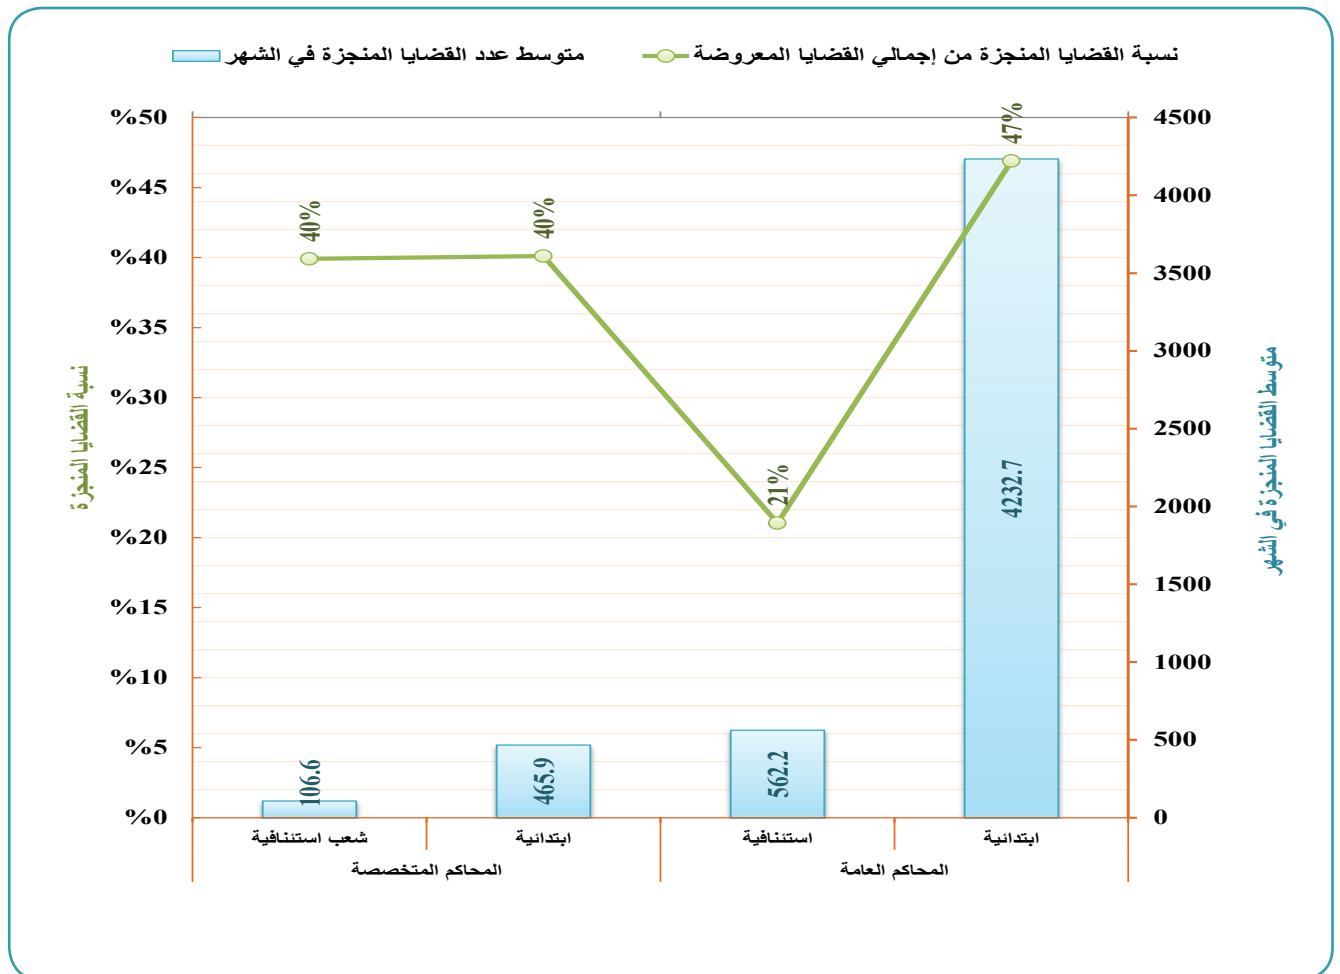 نسبة القضايا المنجزة من إجمالي القضايا المعروضة
متوسط عدد القضايا المنجزة في الشهر
4500
4000
3500
3000
2500
2000
1500
1000
500
0
متوسط القضايا المنجزة في الشهر
%50
%45
%40
%35
%30
%25
%20
%15
%10
%5
%0
نسبة القضايا المنجزة
47%
21%
40%
40%
4232.7
562.2
465.9
106.6
ابتدائية
استئنافية
ابتدائية
شعب استئنافية
المحاكم العامة
المحاكم المتخصصة